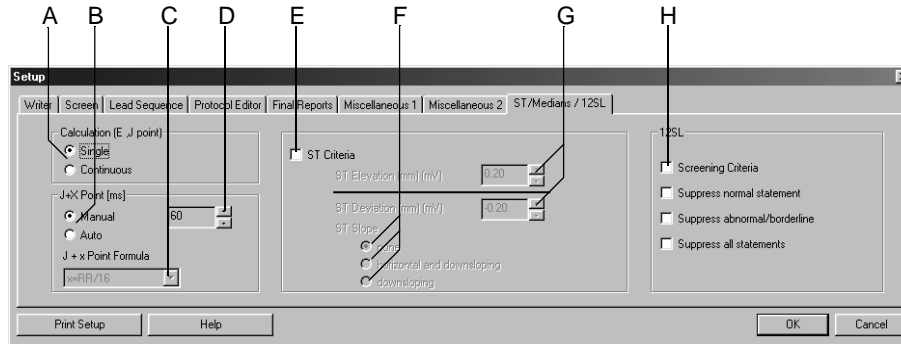 A B C D E F G H
Setup
Writer Screen Lead Sequence Protocol Editor Final Reports Miscellaneous 1 Miscellaneous 2 ST/Medians / 12SL
Calculation (E ,J point)
Single
Continuous
J+X Point [ms]
Manual 60
Auto
J + x Point Formula
x=RR/16
ST Criteria
ST Elevation [mm] (mV) 0.20
ST Deviation [mm] (mV) -0.20
ST Slope
none
horizontal and downsloping
downsloping
12SL
Screening Criteria
Suppress normal statement
Suppress abnormal/borderline
Suppress all statements
Print Setup Help OK Cancel